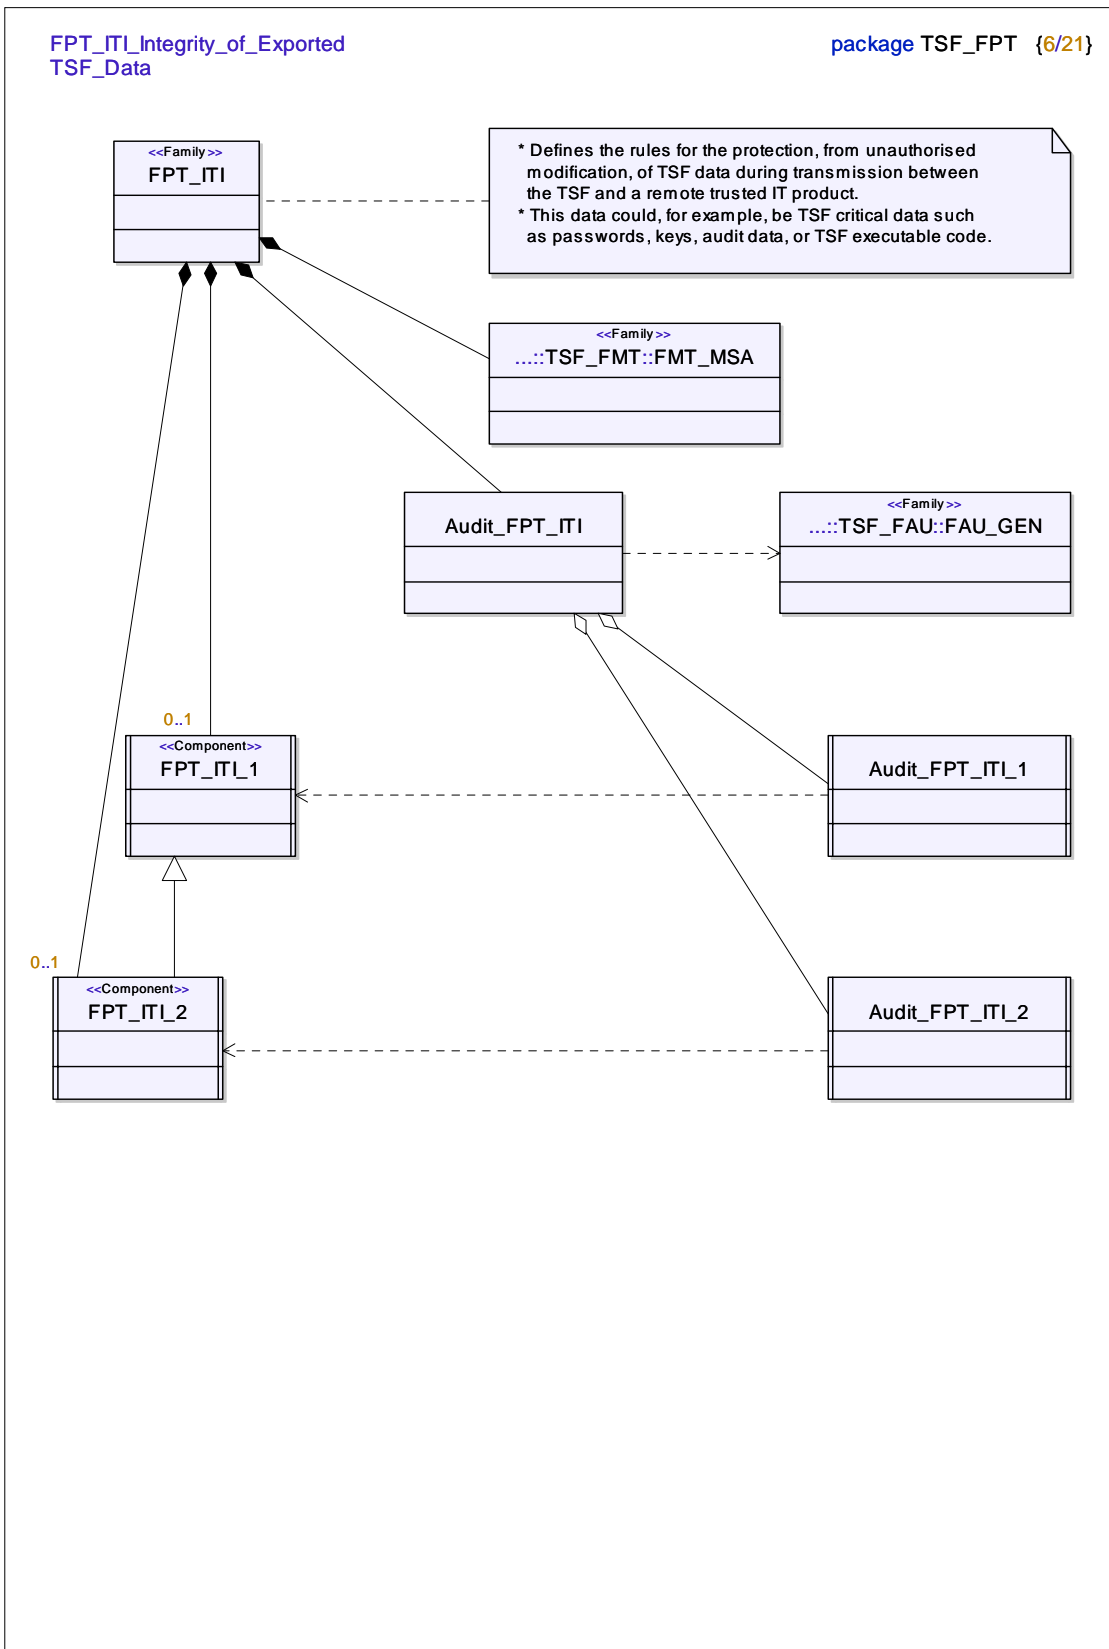 FPT_ITI_Integrity_of_Exported
TSF_Data
package TSF_FPT {6/21}
<<Family>>
FPT_ITI
* Defines the rules for the protection, from unauthorised
modification, of TSF data during transmission between
the TSF and a remote trusted IT product.
* This data could, for example, be TSF critical data such
as passwords, keys, audit data, or TSF executable code.
<<Family>>
...::TSF_FMT::FMT_MSA
Audit_FPT_ITI
<<Family>>
...::TSF_FAU::FAU_GEN
0..1
<<Component>>
FPT_ITI_1
Audit_FPT_ITI_1
0..1
<<Component>>
FPT_ITI_2
Audit_FPT_ITI_2